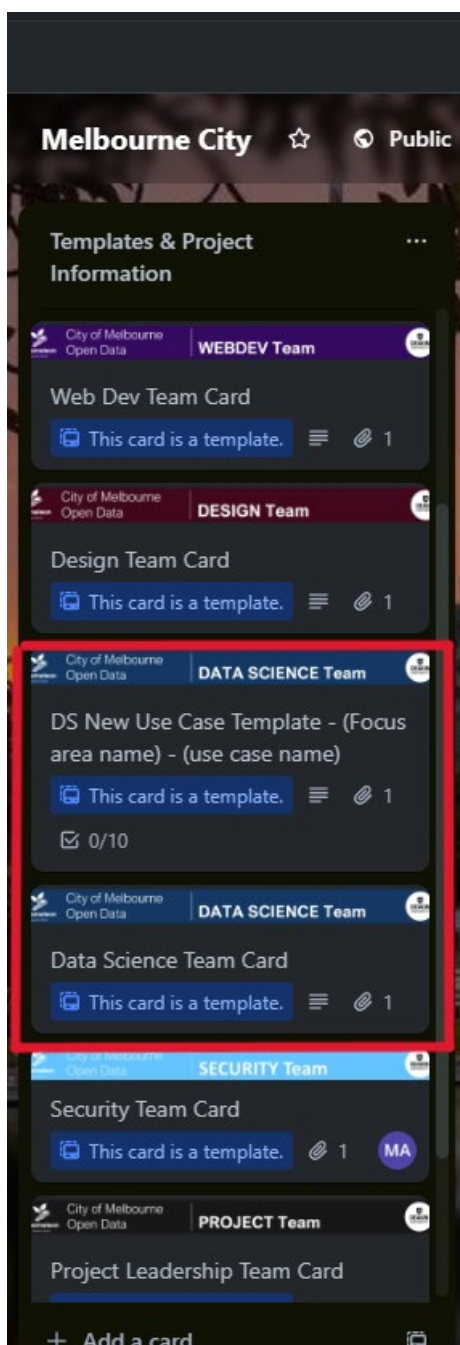 Melbourne City
Public
Templates & Project
Information
City of Melbourne
Open Data
WEBDEV Team
Web Dev Team Card
This card is a template.
1
City of Melbourne
Open Data
DESIGN Team
Design Team Card
This card is a template.
1
City of Melbourne
Open Data
DATA SCIENCE Team
DS New Use Case Template - (Focus
area name) - (use case name)
This card is a template.
1
0/10
City of Melbourne
Open Data
DATA SCIENCE Team
Data Science Team Card
This card is a template.
1
City of Melbourne
Open Data
SECURITY Team
Security Team Card
This card is a template.
1
MA
City of Melbourne
Open Data
PROJECT Team
Project Leadership Team Card
+ Add a card